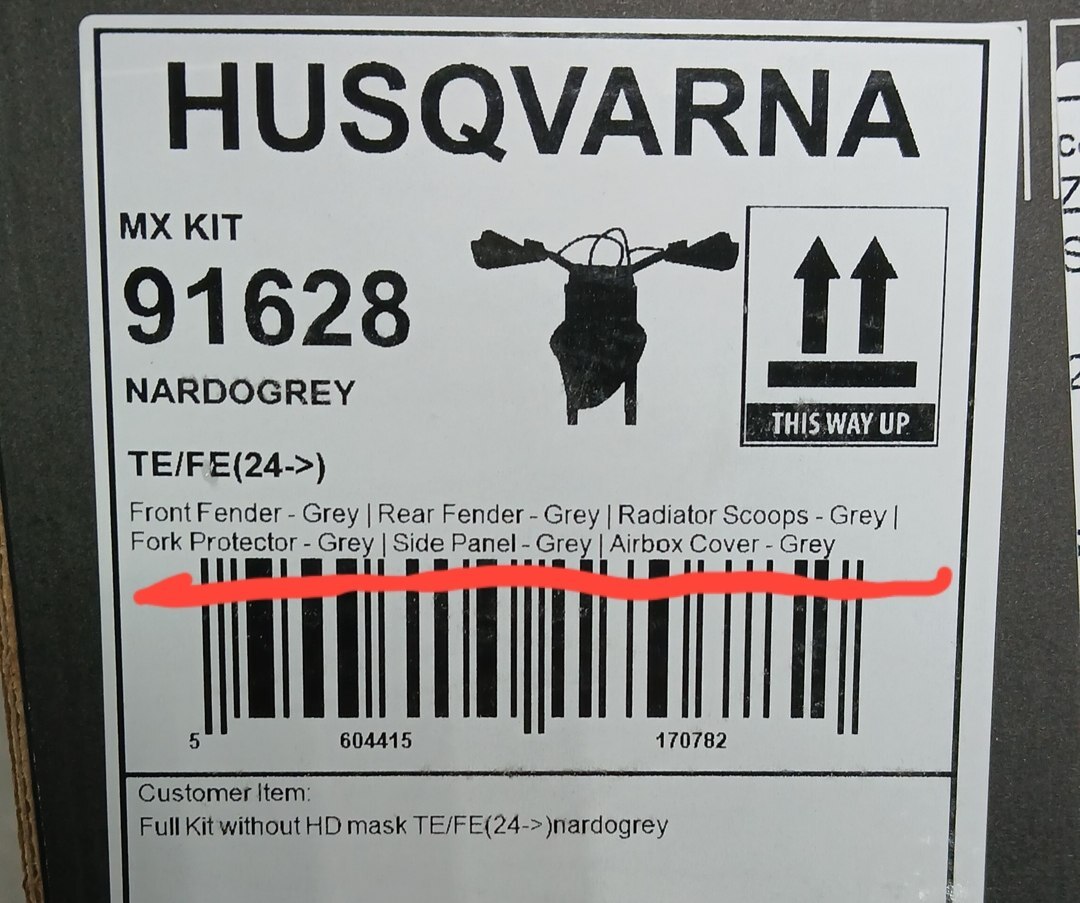 HUSQVARNA
MX KIT
91628
NARDOGREY
THIS WAY UP
TE/FE(24->)
Front Fender - Grey | Rear Fender - Grey | Radiator Scoops - Grey |
Fork Protector - Grey | Side Panel - Grey | Airbox Cover - Grey
5 604415 170782
Customer Item:
Full Kit without HD mask TE/FE(24->)nardogrey